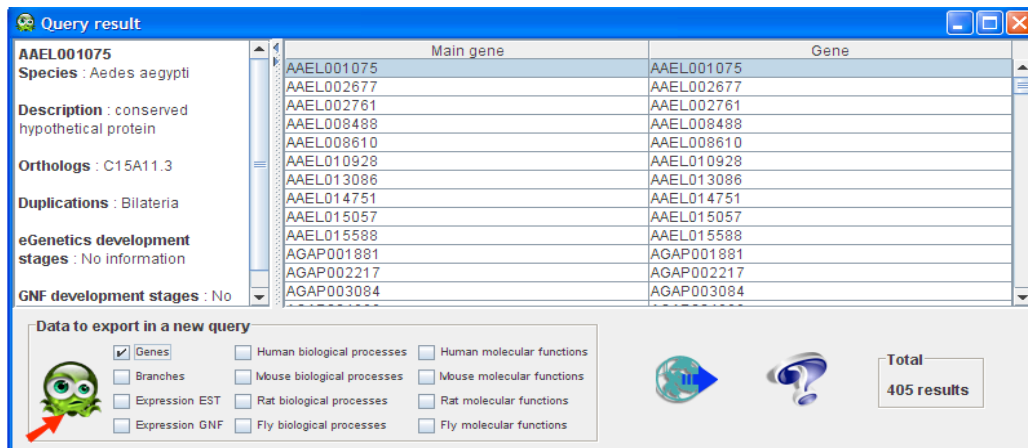 Query result
AAEL001075
Species : Aedes aegypti
Description : conserved
hypothetical protein
Orthologs : C15A11.3
Duplications : Bilateria
eGenetics development
stages : No information
GNF development stages : No
Main gene Gene
AAEL001075 AAEL001075
AAEL002677 AAEL002677
AAEL002761 AAEL002761
AAEL008488 AAEL008488
AAEL008610 AAEL008610
AAEL010928 AAEL010928
AAEL013086 AAEL013086
AAEL014751 AAEL014751
AAEL015057 AAEL015057
AAEL015588 AAEL015588
AGAP001881 AGAP001881
AGAP002217 AGAP002217
AGAP003084 AGAP003084
Data to export in a new query
Genes Human biological processes Human molecular functions
Branches Mouse biological processes Mouse molecular functions
Expression EST Rat biological processes Rat molecular functions
Expression GNF Fly biological processes Fly molecular functions
Total
405 results